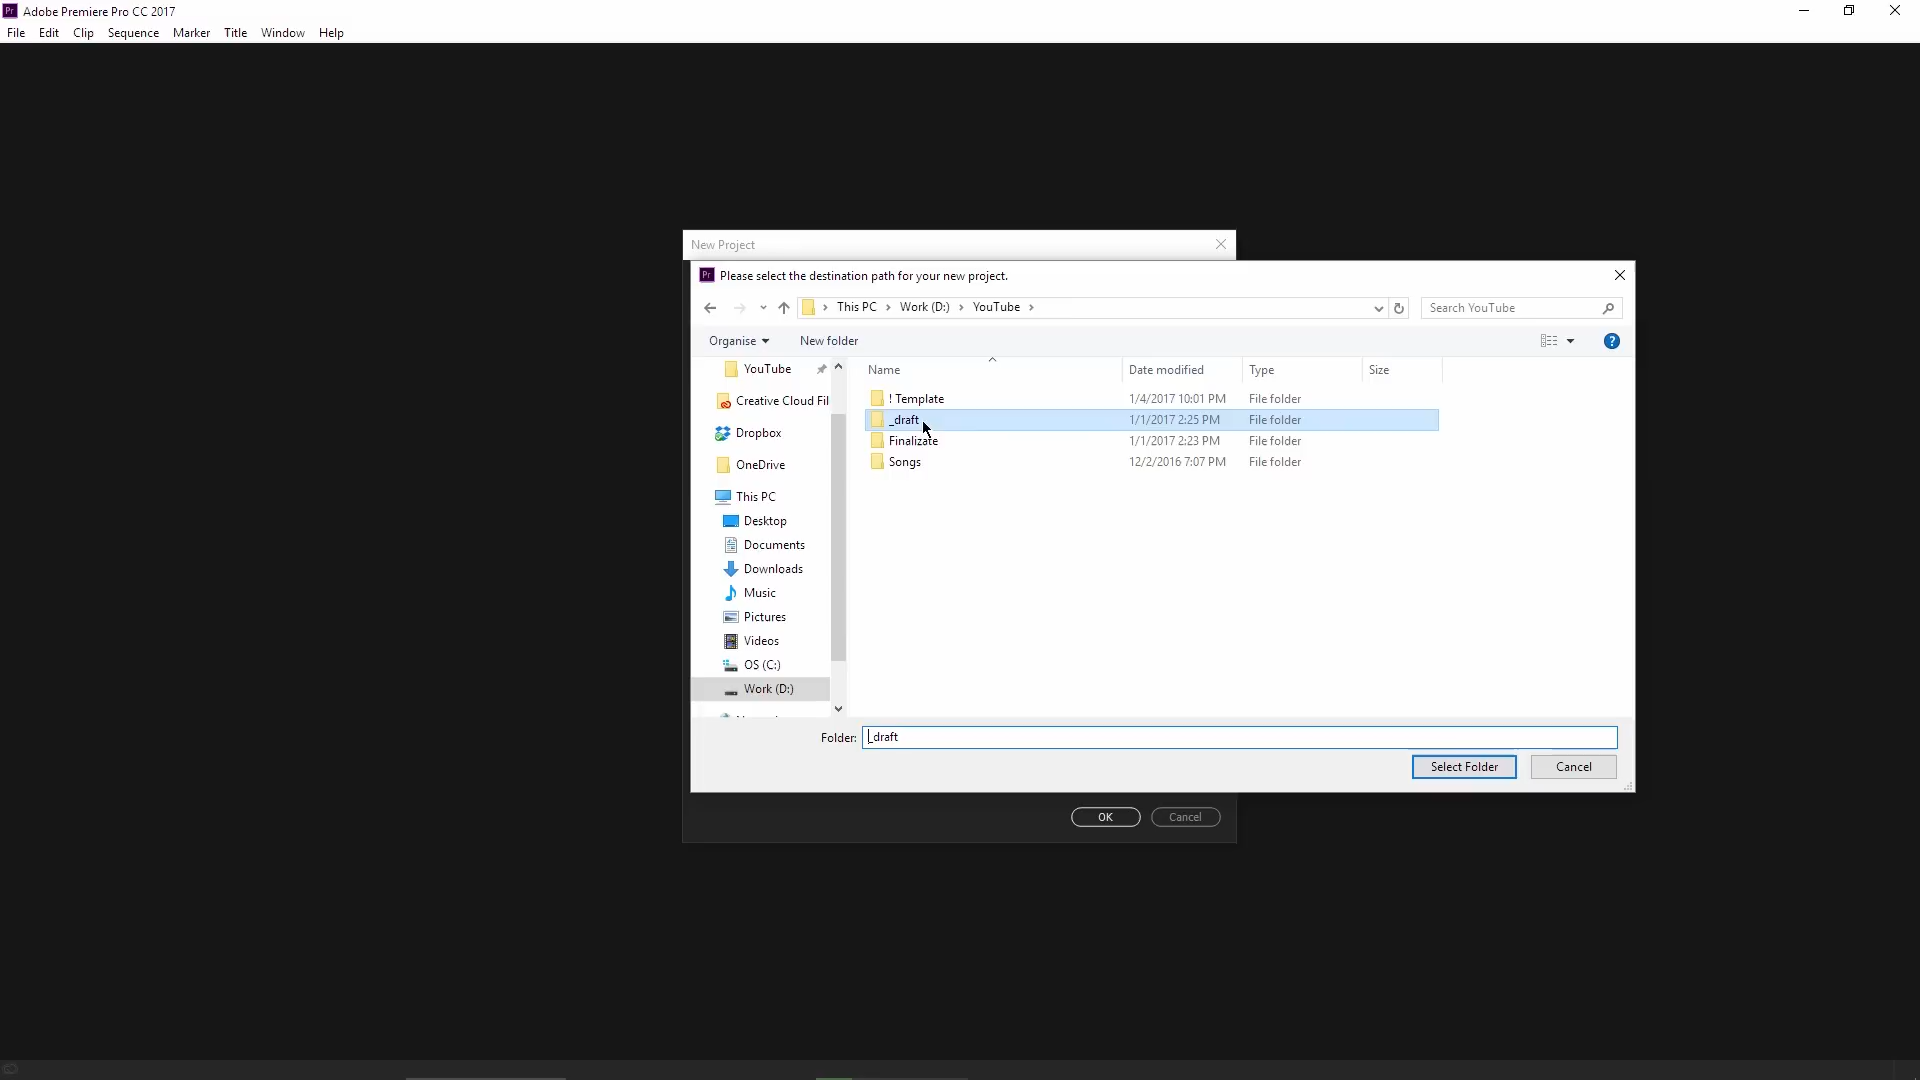 Adobe Premiere Pro CC 2017
File Edit Clip Sequence Marker Title Window Help
New Project
Please select the destination path for your new project.
This PC Work (D:) YouTube
Search YouTube
Organise New folder
YouTube
Creative Cloud Fil
Dropbox
OneDrive
This PC
Desktop
Documents
Downloads
Music
Pictures
Videos
OS (C:)
Work (D:)
Name Date modified Type Size
! Template 1/4/2017 10:01 PM File folder
_draft 1/1/2017 2:25 PM File folder
Finalizate 1/1/2017 2:23 PM File folder
Songs 12/2/2016 7:07 PM File folder
Folder: _draft
Select Folder Cancel
OK Cancel